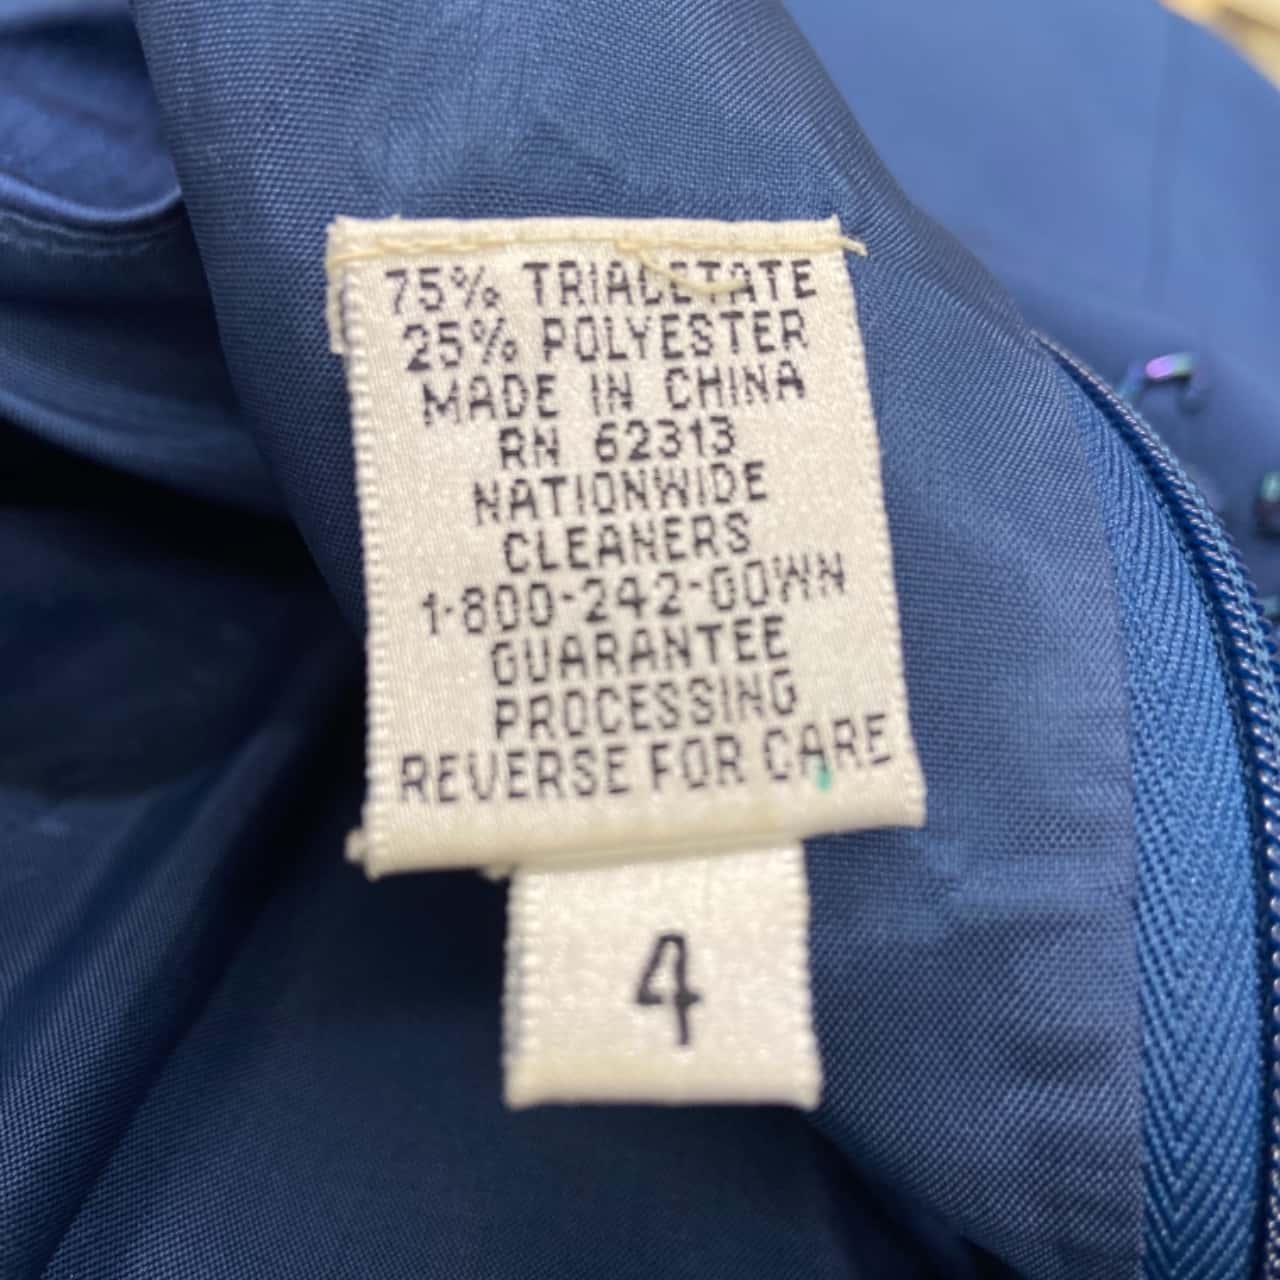 75% TRIACETATE
25% POLYESTER
MADE IN CHINA
RN 62313
NATIONWIDE
CLEANERS
1-800-242-GOWN
GUARANTEE
PROCESSING
REVERSE FOR CARE
4